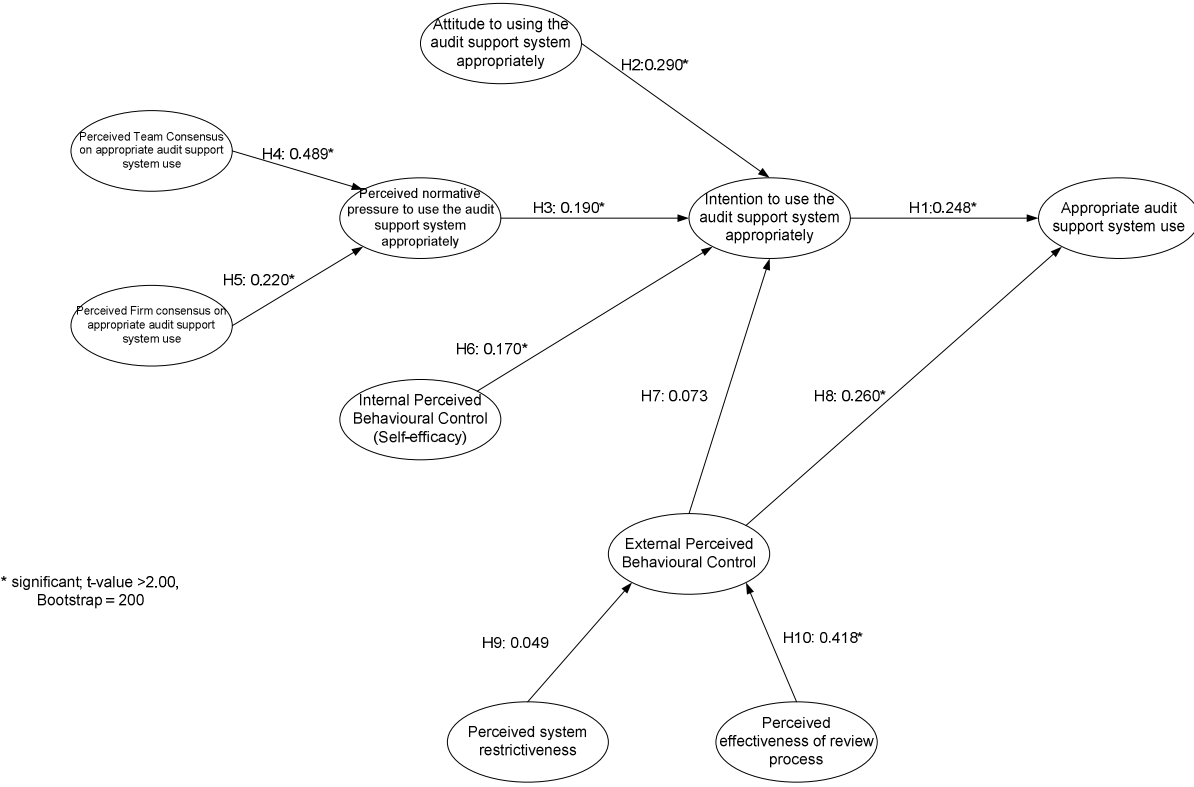 Attitude to using the
audit support system
appropriately
H2:0.290*
Perceived Team Consensus
on appropriate audit support
system use
H4: 0.489*
Perceived normative
pressure to use the audit
support system
appropriately
H3: 0.190*
Intention to use the
audit support system
appropriately
H1:0.248*
Appropriate audit
support system use
H5: 0.220*
Perceived Firm consensus on
appropriate audit support
system use
H6: 0.170*
Internal Perceived
Behavioural Control
(Self-efficacy)
H7: 0.073
H8: 0.260*
External Perceived
Behavioural Control
* significant; t-value >2.00,
Bootstrap = 200
H9: 0.049
H10: 0.418*
Perceived system
restrictiveness
Perceived
effectiveness of review
process